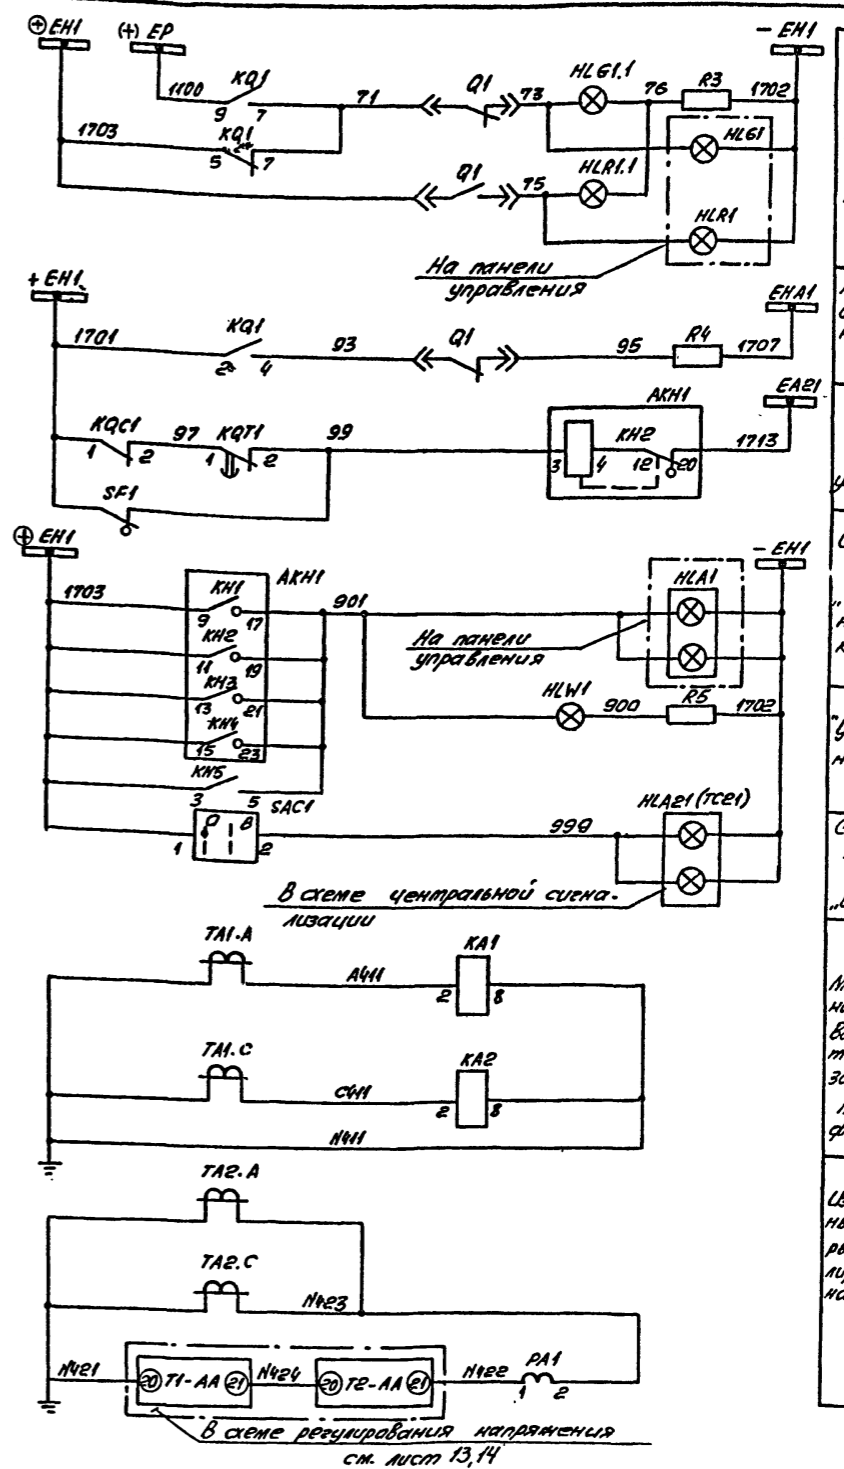 ⊕ EH1 (+) EP - EH1
1100 KQ1 9 7 71 Q1 73 HLG1.1 76 R3 1702
1703 KQ1 5 7 HLG1
Q1 75 HLR1.1
HLR1
На панели
управления
+ EH1
EHA1
1701 KQ1 2 4 93 Q1 95 R4 1707
EA21
AKH1
KQC1 1 2 97 KQT1 1 2 99 3 4 KH2 12 20 1713
SF1
⊕ EH1 - EH1
1703 KH1 9 17 AKH1 901 HLA1
KH2 11 19
На панели
управления
KH3 13 21
HLW1 900 R5 1702
KH4 15 23
KH5 3 5
SAC1
HLA21 (TC21)
1 O B 2 999
В схеме центральной сигна-
лизации
TA1.A A411 KA1 2 8
TA1.C C411 KA2 2 8
N411
TA2.A
TA2.C
N423
N421 20 T1-AA 21 N424 20 T2-AA 21 N422 PA1 1 2
В схеме регулирования напряжения
см. лист 13,14